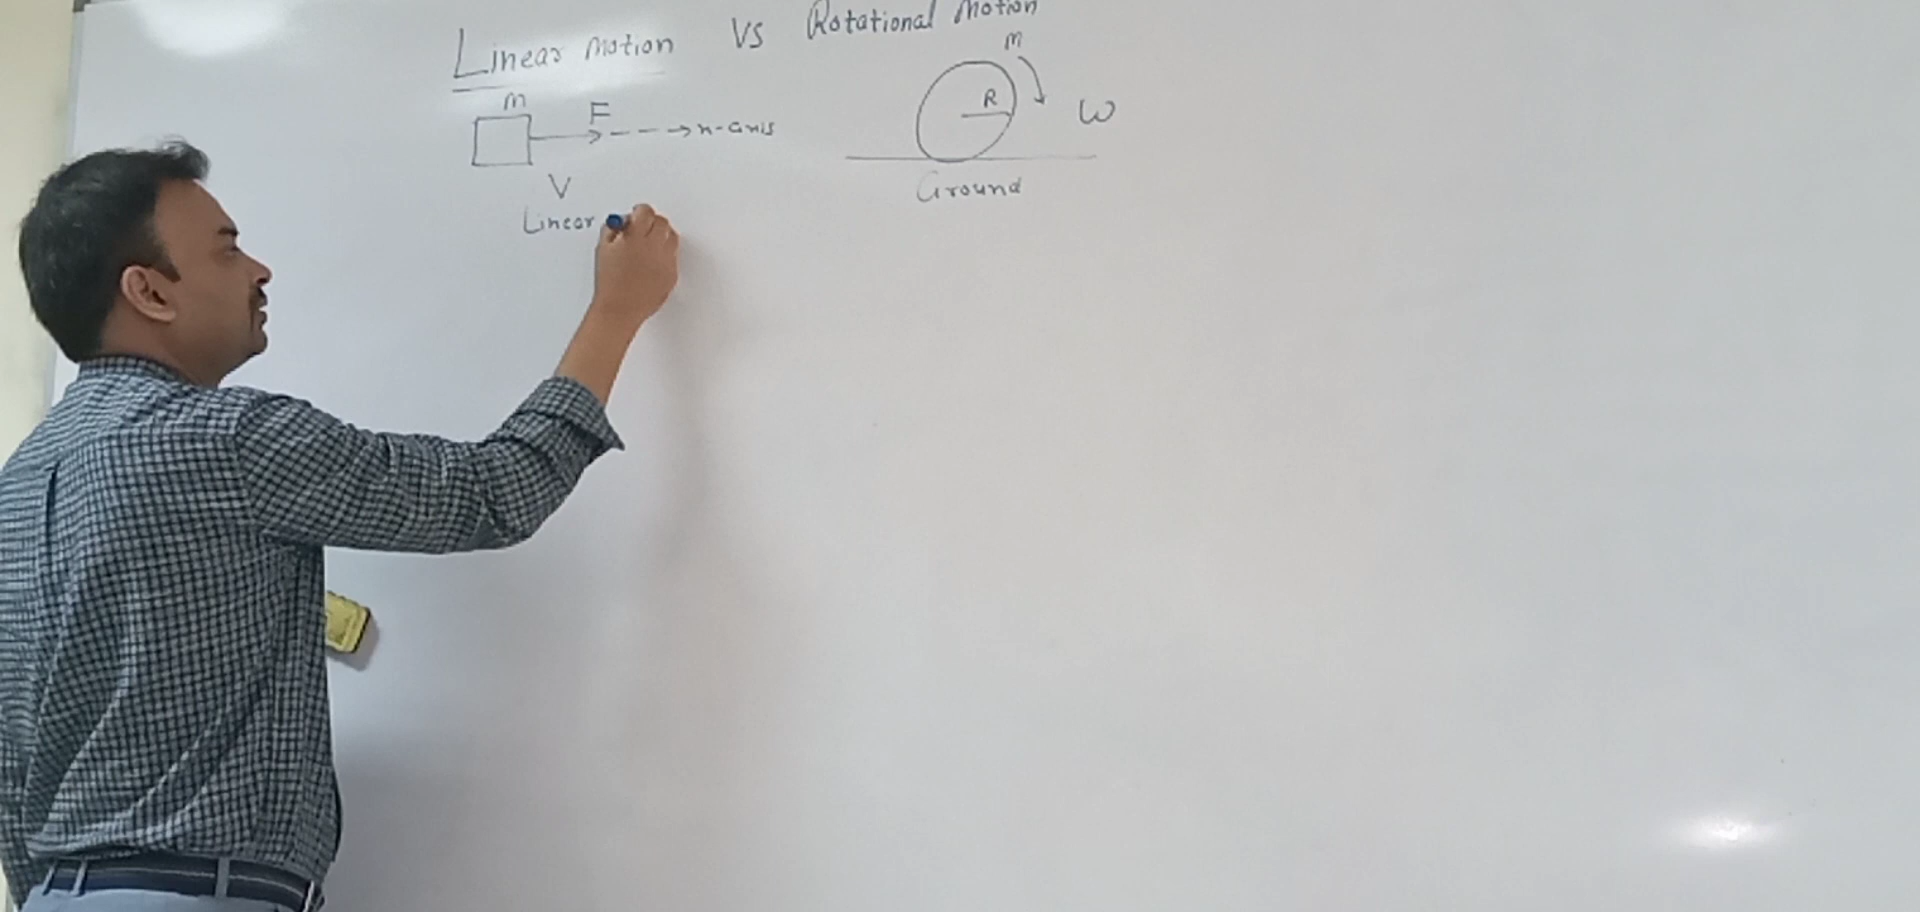 Linear Motion VS Rotational Motion
m
F
x-axis
V
Linear
m
R
ω
Ground